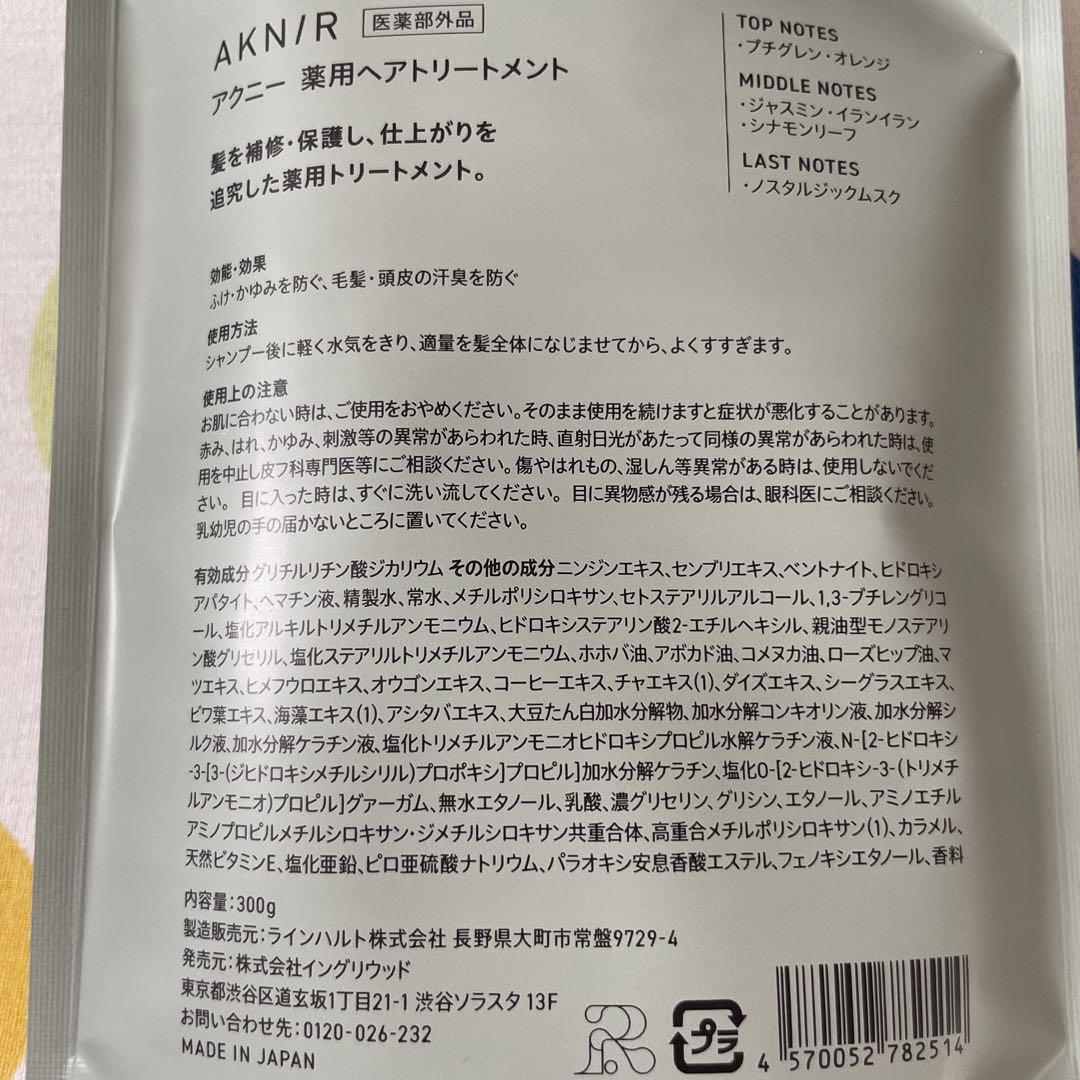 AKN/R 医薬部外品
アクニー 薬用ヘアトリートメント
髪を補修・保護し、仕上がりを
追究した薬用トリートメント。
TOP NOTES
・プチグレン・オレンジ
MIDDLE NOTES
・ジャスミン・イランイラン
・シナモンリーフ
LAST NOTES
・ノスタルジックムスク
効能・効果
ふけ・かゆみを防ぐ、毛髪・頭皮の汗臭を防ぐ
使用方法
シャンプー後に軽く水気をきり、適量を髪全体になじませてから、よくすすぎます。
使用上の注意
お肌に合わない時は、ご使用をおやめください。そのまま使用を続けますと症状が悪化することがあります。
赤み、はれ、かゆみ、刺激等の異常があらわれた時、直射日光があたって同様の異常があらわれた時は、使
用を中止し皮フ科専門医等にご相談ください。傷やはれもの、湿しん等異常がある時は、使用しないでくだ
さい。 目に入った時は、すぐに洗い流してください。 目に異物感が残る場合は、眼科医にご相談ください。
乳幼児の手の届かないところに置いてください。
有効成分グリチルリチン酸ジカリウム その他の成分ニンジンエキス、センブリエキス、ベントナイト、ヒドロキシ
アパタイト、ヘマチン液、精製水、常水、メチルポリシロキサン、セトステアリルアルコール、1,3-ブチレングリコ
ール、塩化アルキルトリメチルアンモニウム、ヒドロキシステアリン酸2-エチルヘキシル、親油型モノステアリ
ン酸グリセリル、塩化ステアリルトリメチルアンモニウム、ホホバ油、アボカド油、コメヌカ油、ローズヒップ油、マ
ツエキス、ヒメフウロエキス、オウゴンエキス、コーヒーエキス、チャエキス(1)、ダイズエキス、シーグラスエキス、
ビワ葉エキス、海藻エキス(1)、アシタバエキス、大豆たん白加水分解物、加水分解コンキオリン液、加水分解シ
ルク液、加水分解ケラチン液、塩化トリメチルアンモニオヒドロキシプロピル水解ケラチン液、N-[2-ヒドロキシ
-3-[3-(ジヒドロキシメチルシリル)プロポキシ]プロピル]加水分解ケラチン、塩化O-[2-ヒドロキシ-3-(トリメチ
ルアンモニオ)プロピル]グァーガム、無水エタノール、乳酸、濃グリセリン、グリシン、エタノール、アミノエチル
アミノプロピルメチルシロキサン・ジメチルシロキサン共重合体、高重合メチルポリシロキサン(1)、カラメル、
天然ビタミンE、塩化亜鉛、ピロ亜硫酸ナトリウム、パラオキシ安息香酸エステル、フェノキシエタノール、香料
内容量：300g
製造販売元：ラインハルト株式会社 長野県大町市常盤9729-4
発売元：株式会社イングリウッド
東京都渋谷区道玄坂1丁目21-1 渋谷ソラスタ 13F
お問い合わせ先：0120-026-232
MADE IN JAPAN
プラ
4 570052 782514